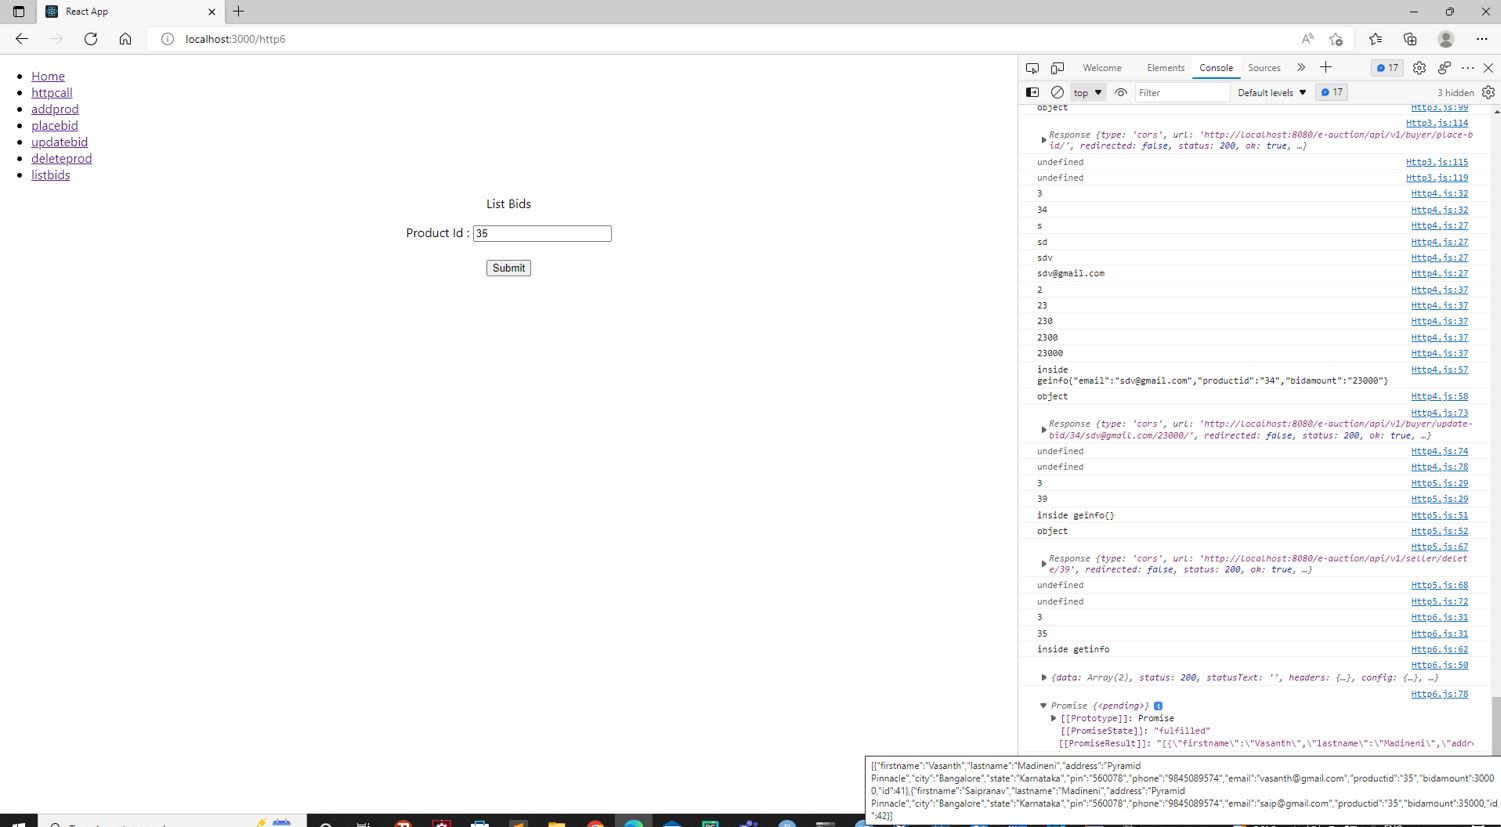 React App
localhost:3000/http6
Home
httpcall
addprod
placebid
updatebid
deleteprod
listbids
List Bids
Product Id : 35
Submit
Welcome Elements Console Sources 17
top Filter Default levels 17 3 hidden
object Http3.js:99
Http3.js:114
Response {type: 'cors', url: 'http://localhost:8080/e-auction/api/v1/buyer/place-
bid/', redirected: false, status: 200, ok: true, …}
undefined Http3.js:115
undefined Http3.js:119
3 Http4.js:32
34 Http4.js:32
s Http4.js:27
sd Http4.js:27
sdv Http4.js:27
sdv@gmail.com Http4.js:27
2 Http4.js:37
23 Http4.js:37
230 Http4.js:37
2300 Http4.js:37
23000 Http4.js:37
inside Http4.js:57
geinfo{"email":"sdv@gmail.com","productid":"34","bidamount":"23000"}
object Http4.js:58
Http4.js:73
Response {type: 'cors', url: 'http://localhost:8080/e-auction/api/v1/buyer/update-
bid/34/sdv@gmail.com/23000/', redirected: false, status: 200, ok: true, …}
undefined Http4.js:74
undefined Http4.js:78
3 Http5.js:29
39 Http5.js:29
inside geinfo{} Http5.js:51
object Http5.js:52
Http5.js:67
Response {type: 'cors', url: 'http://localhost:8080/e-auction/api/v1/seller/delet
e/39', redirected: false, status: 200, ok: true, …}
undefined Http5.js:68
undefined Http5.js:72
3 Http6.js:31
35 Http6.js:31
inside getinfo Http6.js:62
Http6.js:50
{data: Array(2), status: 200, statusText: '', headers: {…}, config: {…}, …}
Http6.js:78
Promise {<pending>}
[[Prototype]]: Promise
[[PromiseState]]: "fulfilled"
[[PromiseResult]]: "[{\"firstname\":\"Vasanth\",\"lastname\":\"Madineni\",\"addre
[{"firstname":"Vasanth","lastname":"Madineni","address":"Pyramid
Pinnacle","city":"Bangalore","state":"Karnataka","pin":"560078","phone":"9845089574","email":"vasanth@gmail.com","productid":"35","bidamount":3000
0,"id":41},{"firstname":"Saipranav","lastname":"Madineni","address":"Pyramid
Pinnacle","city":"Bangalore","state":"Karnataka","pin":"560078","phone":"9845089574","email":"saip@gmail.com","productid":"35","bidamount":35000,"id
":42}]